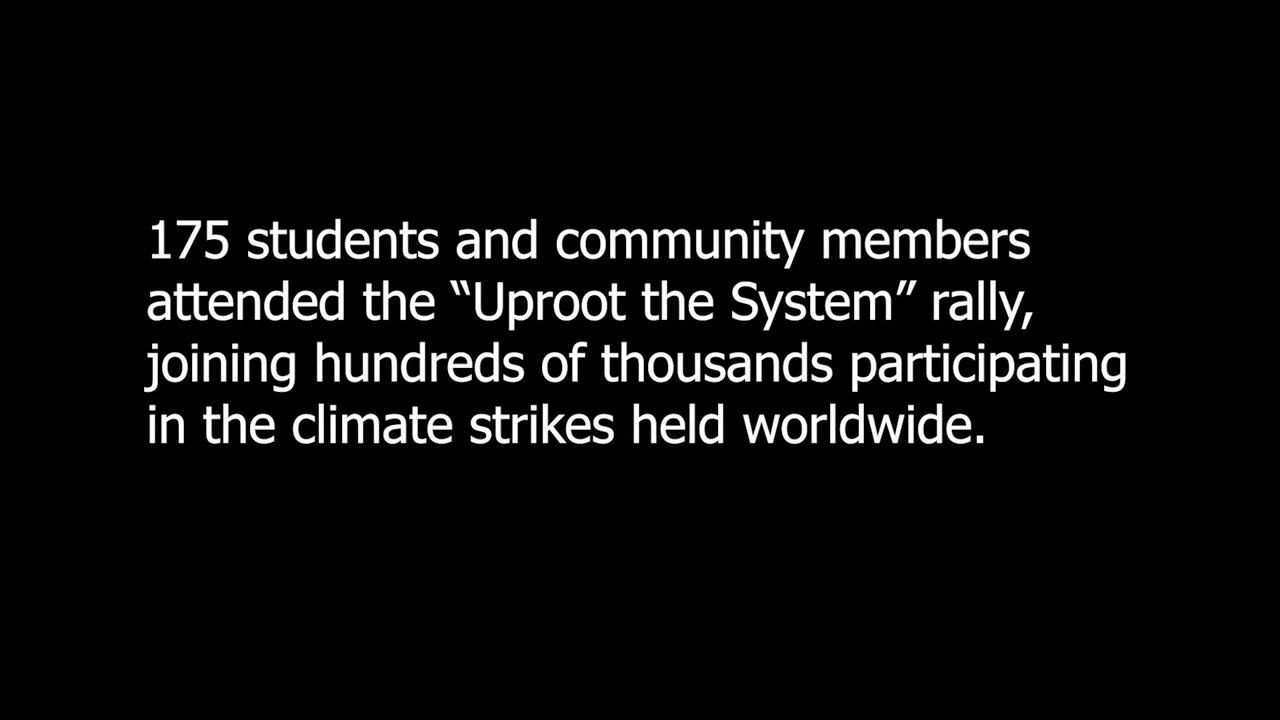 175 students and community members
attended the “Uproot the System” rally,
joining hundreds of thousands participating
in the climate strikes held worldwide.